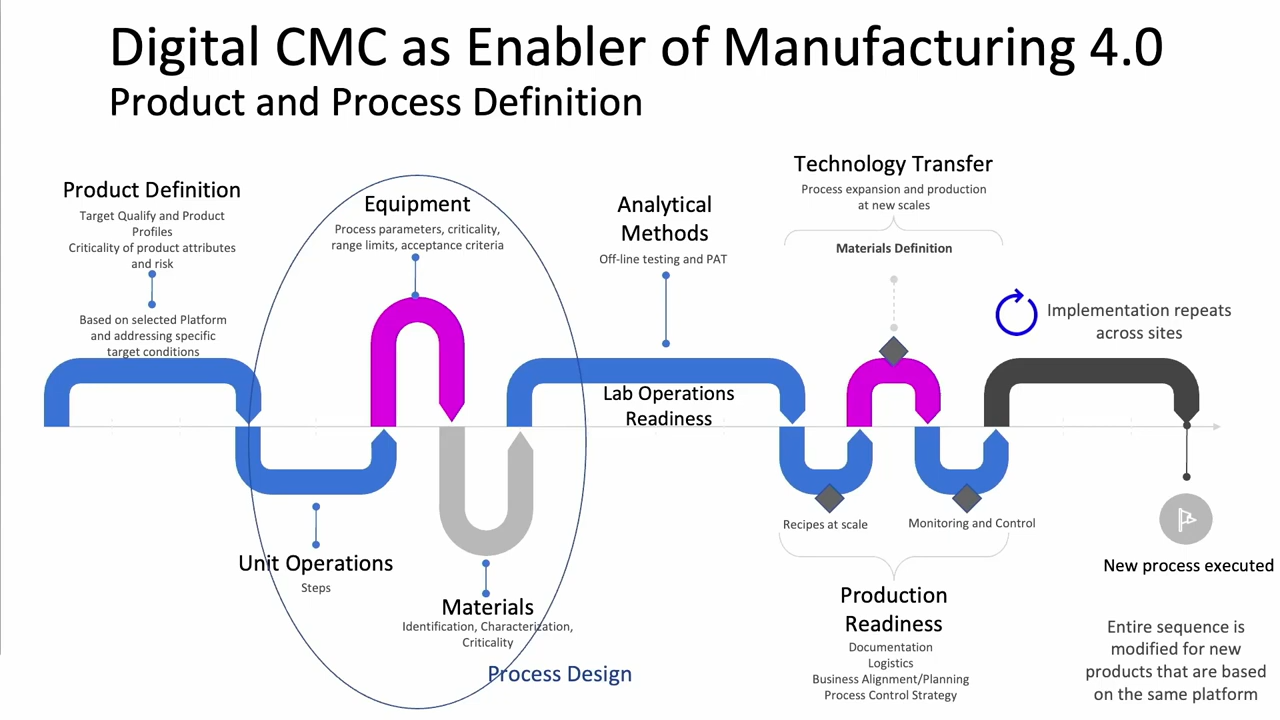 Digital CMC as Enabler of Manufacturing 4.0
Product and Process Definition
Product Definition
Target Qualify and Product
Profiles
Criticality of product attributes
and risk
Based on selected Platform
and addressing specific
target conditions
Equipment
Process parameters, criticality,
range limits, acceptance criteria
Unit Operations
Steps
Materials
Identification, Characterization,
Criticality
Process Design
Analytical
Methods
Off-line testing and PAT
Lab Operations
Readiness
Technology Transfer
Process expansion and production
at new scales
Materials Definition
Recipes at scale
Monitoring and Control
Production
Readiness
Documentation
Logistics
Business Alignment/Planning
Process Control Strategy
Implementation repeats
across sites
New process executed
Entire sequence is
modified for new
products that are based
on the same platform